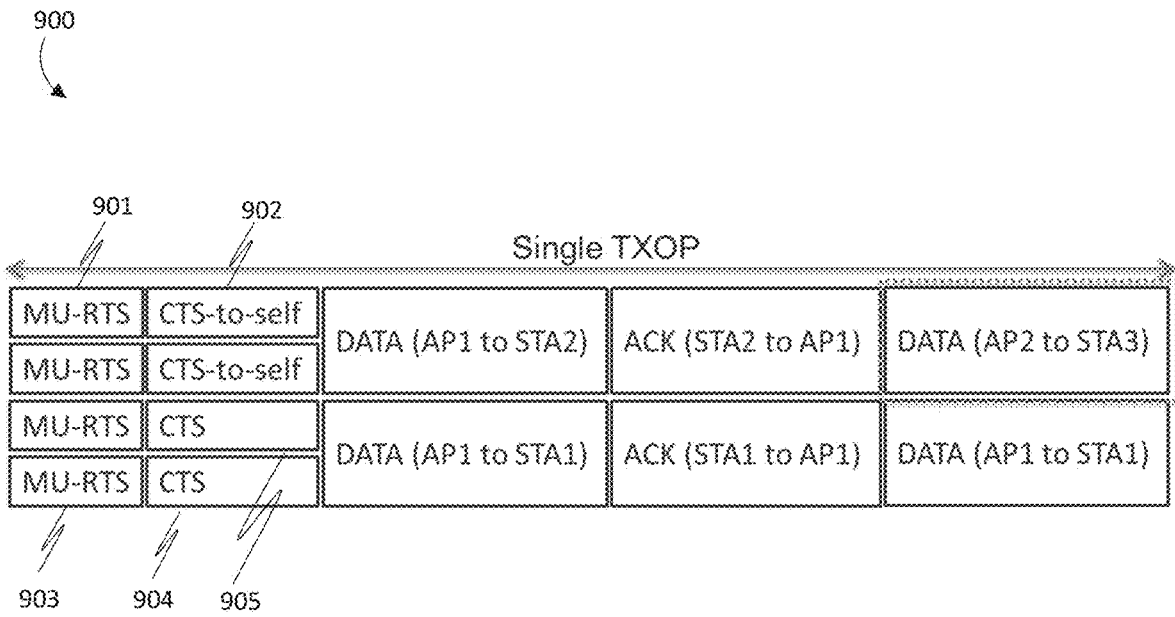 900
901
902
Single TXOP
MU-RTS CTS-to-self
DATA (AP1 to STA2) ACK (STA2 to AP1) DATA (AP2 to STA3)
MU-RTS CTS-to-self
MU-RTS CTS
DATA (AP1 to STA1) ACK (STA1 to AP1) DATA (AP1 to STA1)
MU-RTS CTS
903
904
905